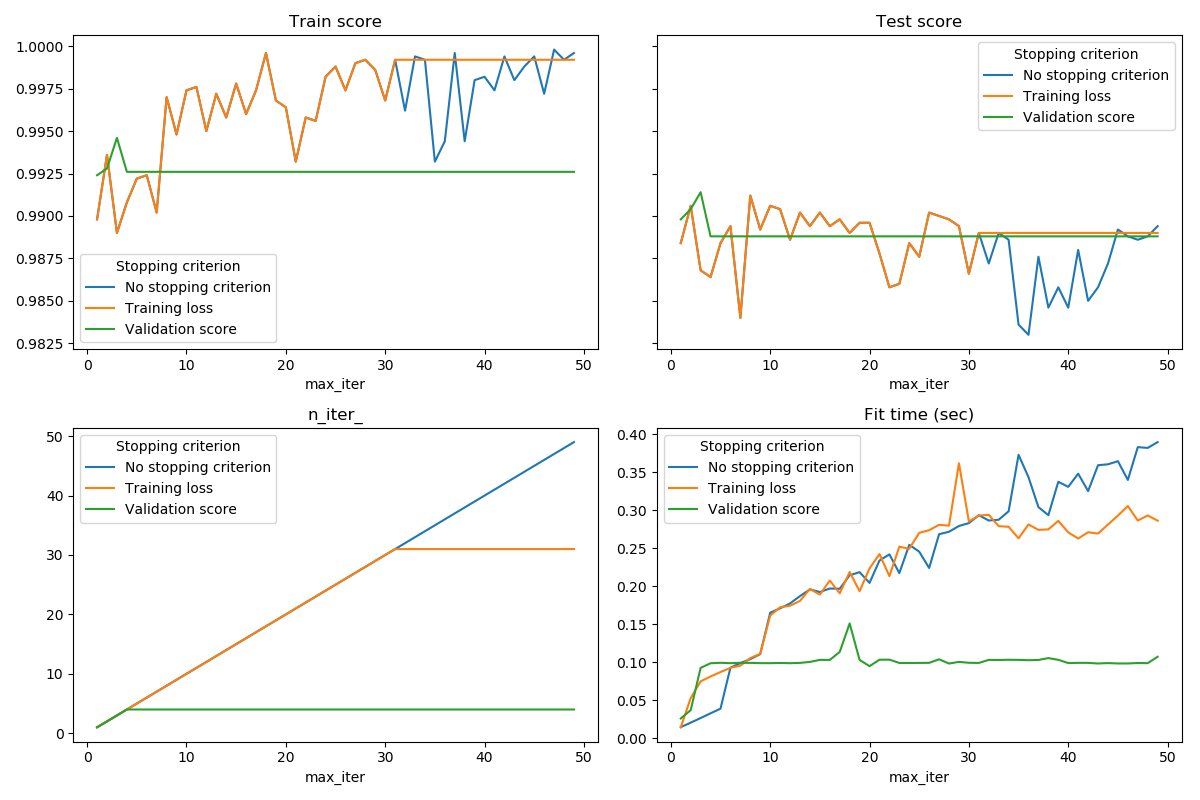 Train score
1.0000
0.9975
0.9950
0.9925
0.9900
0.9875
0.9850
0.9825
Stopping criterion
No stopping criterion
Training loss
Validation score
0 10 20 30 40 50
max_iter
Test score
Stopping criterion
No stopping criterion
Training loss
Validation score
0 10 20 30 40 50
max_iter
n_iter_
50
40
30
20
10
0
Stopping criterion
No stopping criterion
Training loss
Validation score
0 10 20 30 40 50
max_iter
Fit time (sec)
0.40
0.35
0.30
0.25
0.20
0.15
0.10
0.05
0.00
Stopping criterion
No stopping criterion
Training loss
Validation score
0 10 20 30 40 50
max_iter